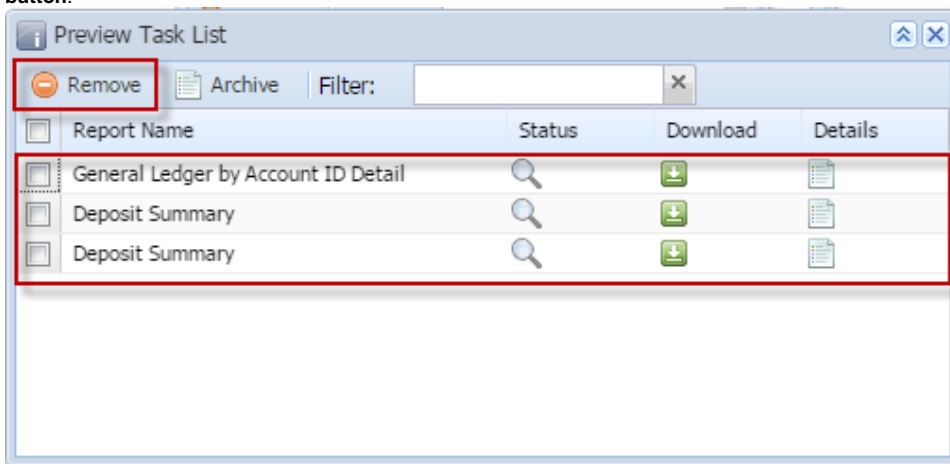 button.
Preview Task List
Remove Archive Filter:
Report Name Status Download Details
General Ledger by Account ID Detail
Deposit Summary
Deposit Summary